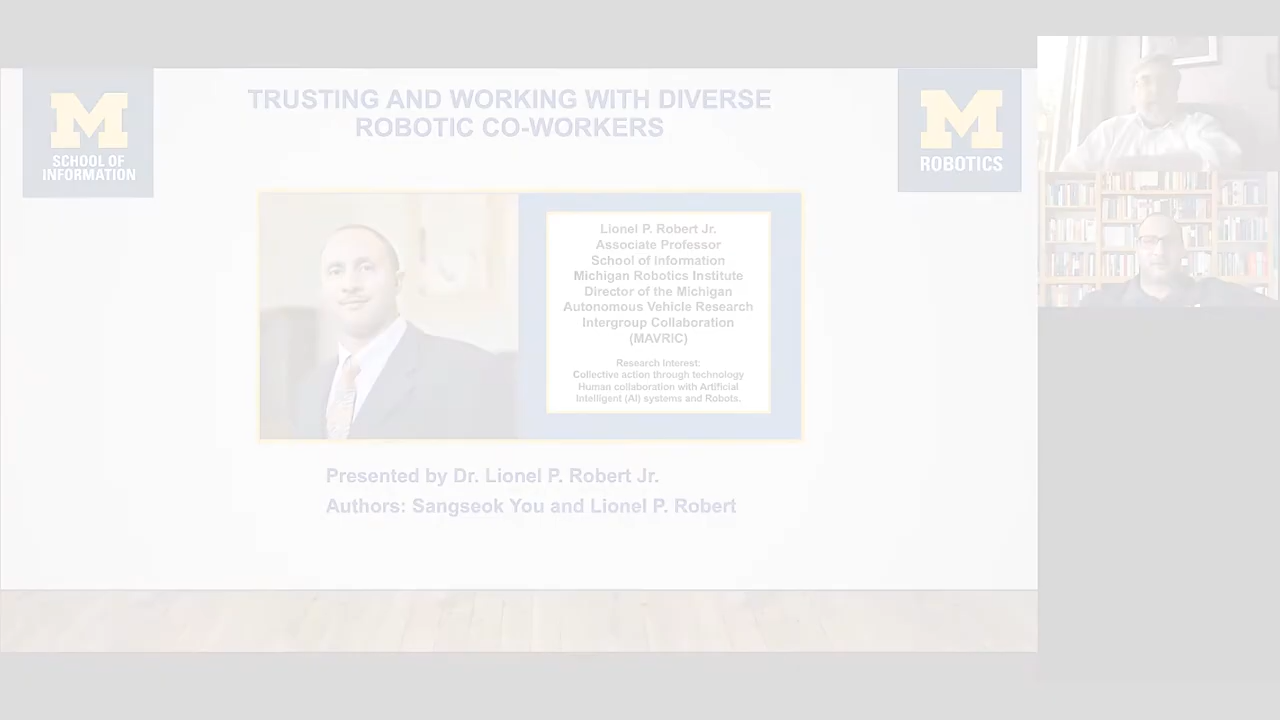 TRUSTING AND WORKING WITH DIVERSE
ROBOTIC CO-WORKERS
M
SCHOOL OF
INFORMATION
M
ROBOTICS
Lionel P. Robert Jr.
Associate Professor
School of Information
Michigan Robotics Institute
Director of the Michigan
Autonomous Vehicle Research
Intergroup Collaboration
(MAVRIC)
Research Interest:
Collective action through technology
Human collaboration with Artificial
Intelligent (AI) systems and Robots.
Presented by Dr. Lionel P. Robert Jr.
Authors: Sangseok You and Lionel P. Robert